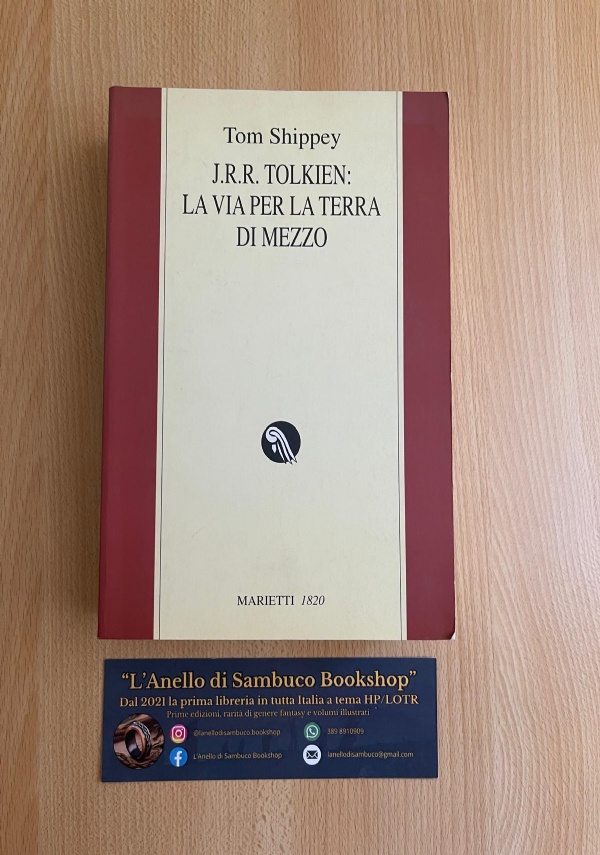 Tom Shippey
J.R.R. TOLKIEN:
LA VIA PER LA TERRA
DI MEZZO
MARIETTI 1820
“L’Anello di Sambuco Bookshop”
Dal 2021 la prima libreria in tutta Italia a tema HP/LOTR
Prime edizioni, rarità di genere fantasy e volumi illustrati
@lanellodisambuco.bookshop
389 8910909
L'Anello di Sambuco Bookshop
lanellodisambuco@gmail.com